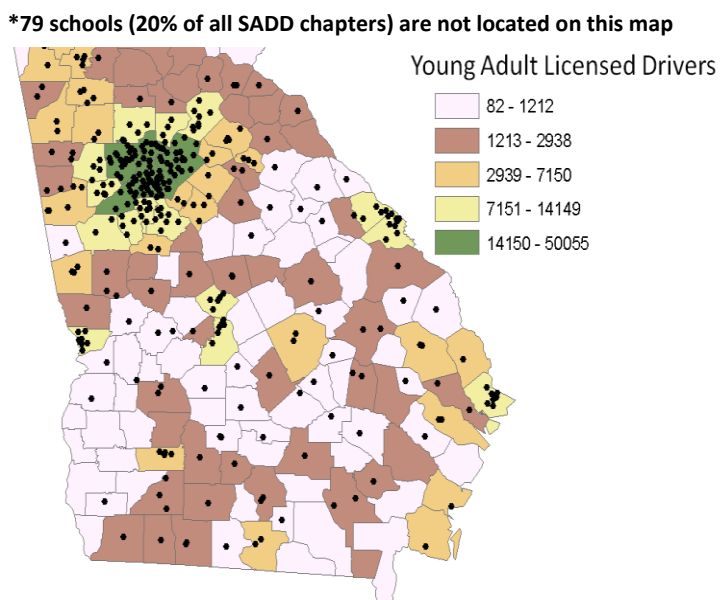 *79 schools (20% of all SADD chapters) are not located on this map
Young Adult Licensed Drivers
82 - 1212
1213 - 2938
2939 - 7150
7151 - 14149
14150 - 50055